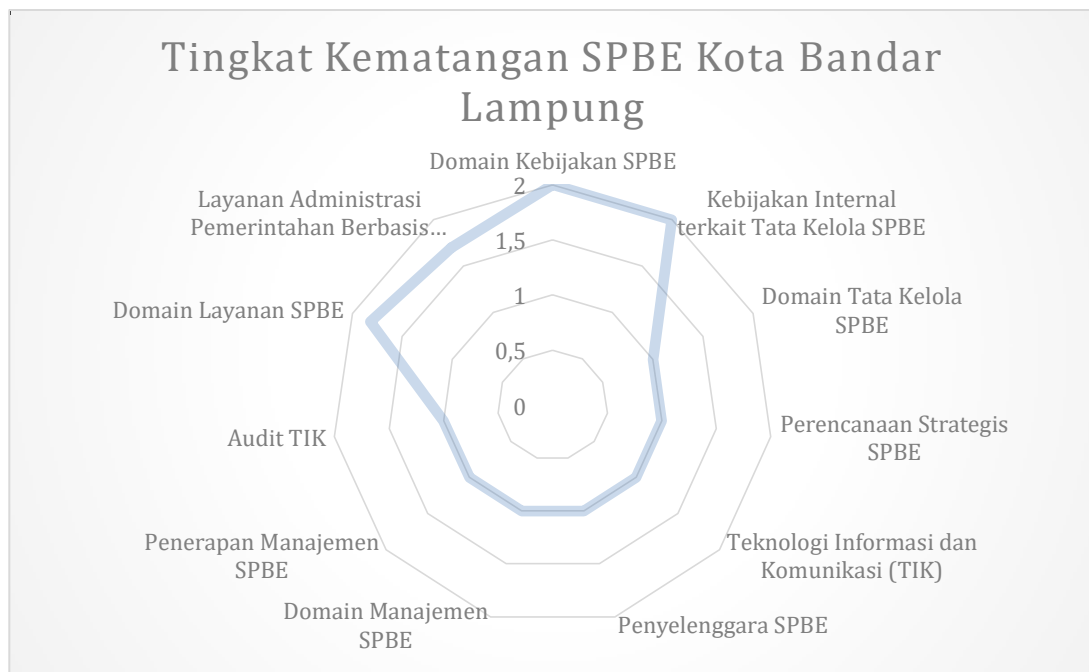 Tingkat Kematangan SPBE Kota Bandar
Lampung
Domain Kebijakan SPBE
Kebijakan Internal
terkait Tata Kelola SPBE
Domain Tata Kelola
SPBE
Perencanaan Strategis
SPBE
Teknologi Informasi dan
Komunikasi (TIK)
Penyelenggara SPBE
Domain Manajemen
SPBE
Penerapan Manajemen
SPBE
Audit TIK
Domain Layanan SPBE
Layanan Administrasi
Pemerintahan Berbasis…
2
1,5
1
0,5
0